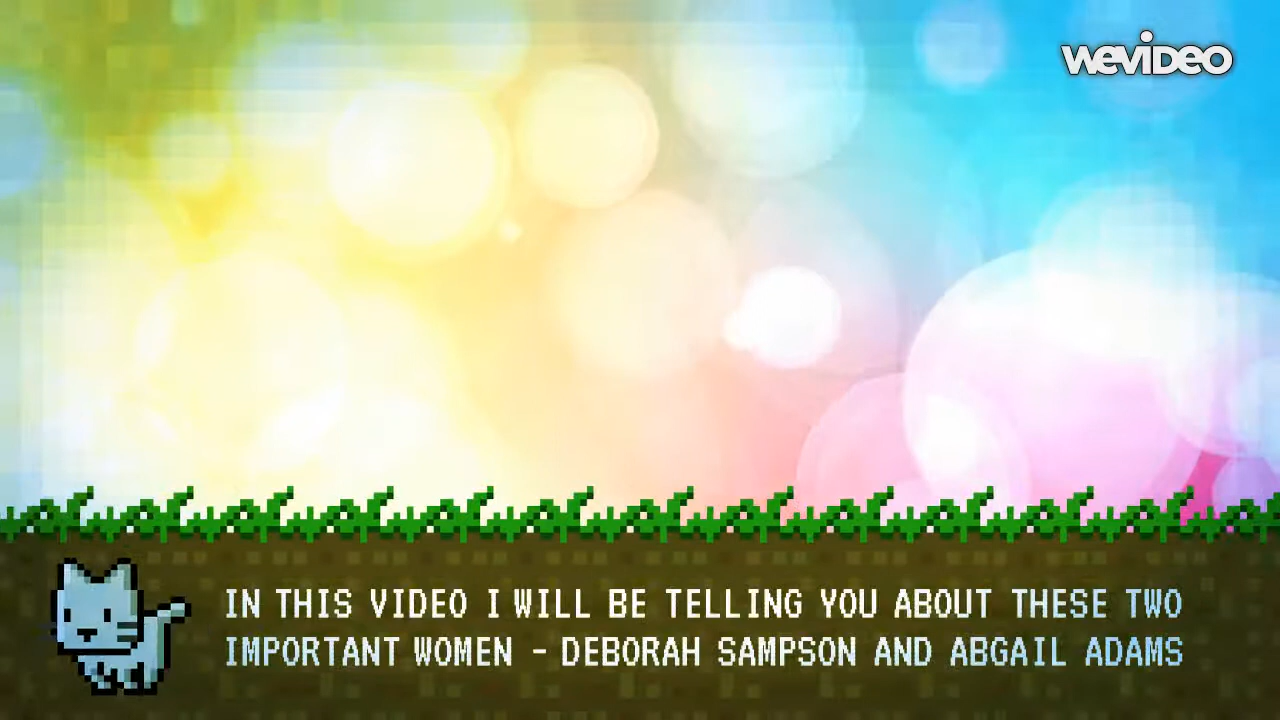 WEVIDEO
IN THIS VIDEO I WILL BE TELLING YOU ABOUT THESE TWO
IMPORTANT WOMEN - DEBORAH SAMPSON AND ABGAIL ADAMS